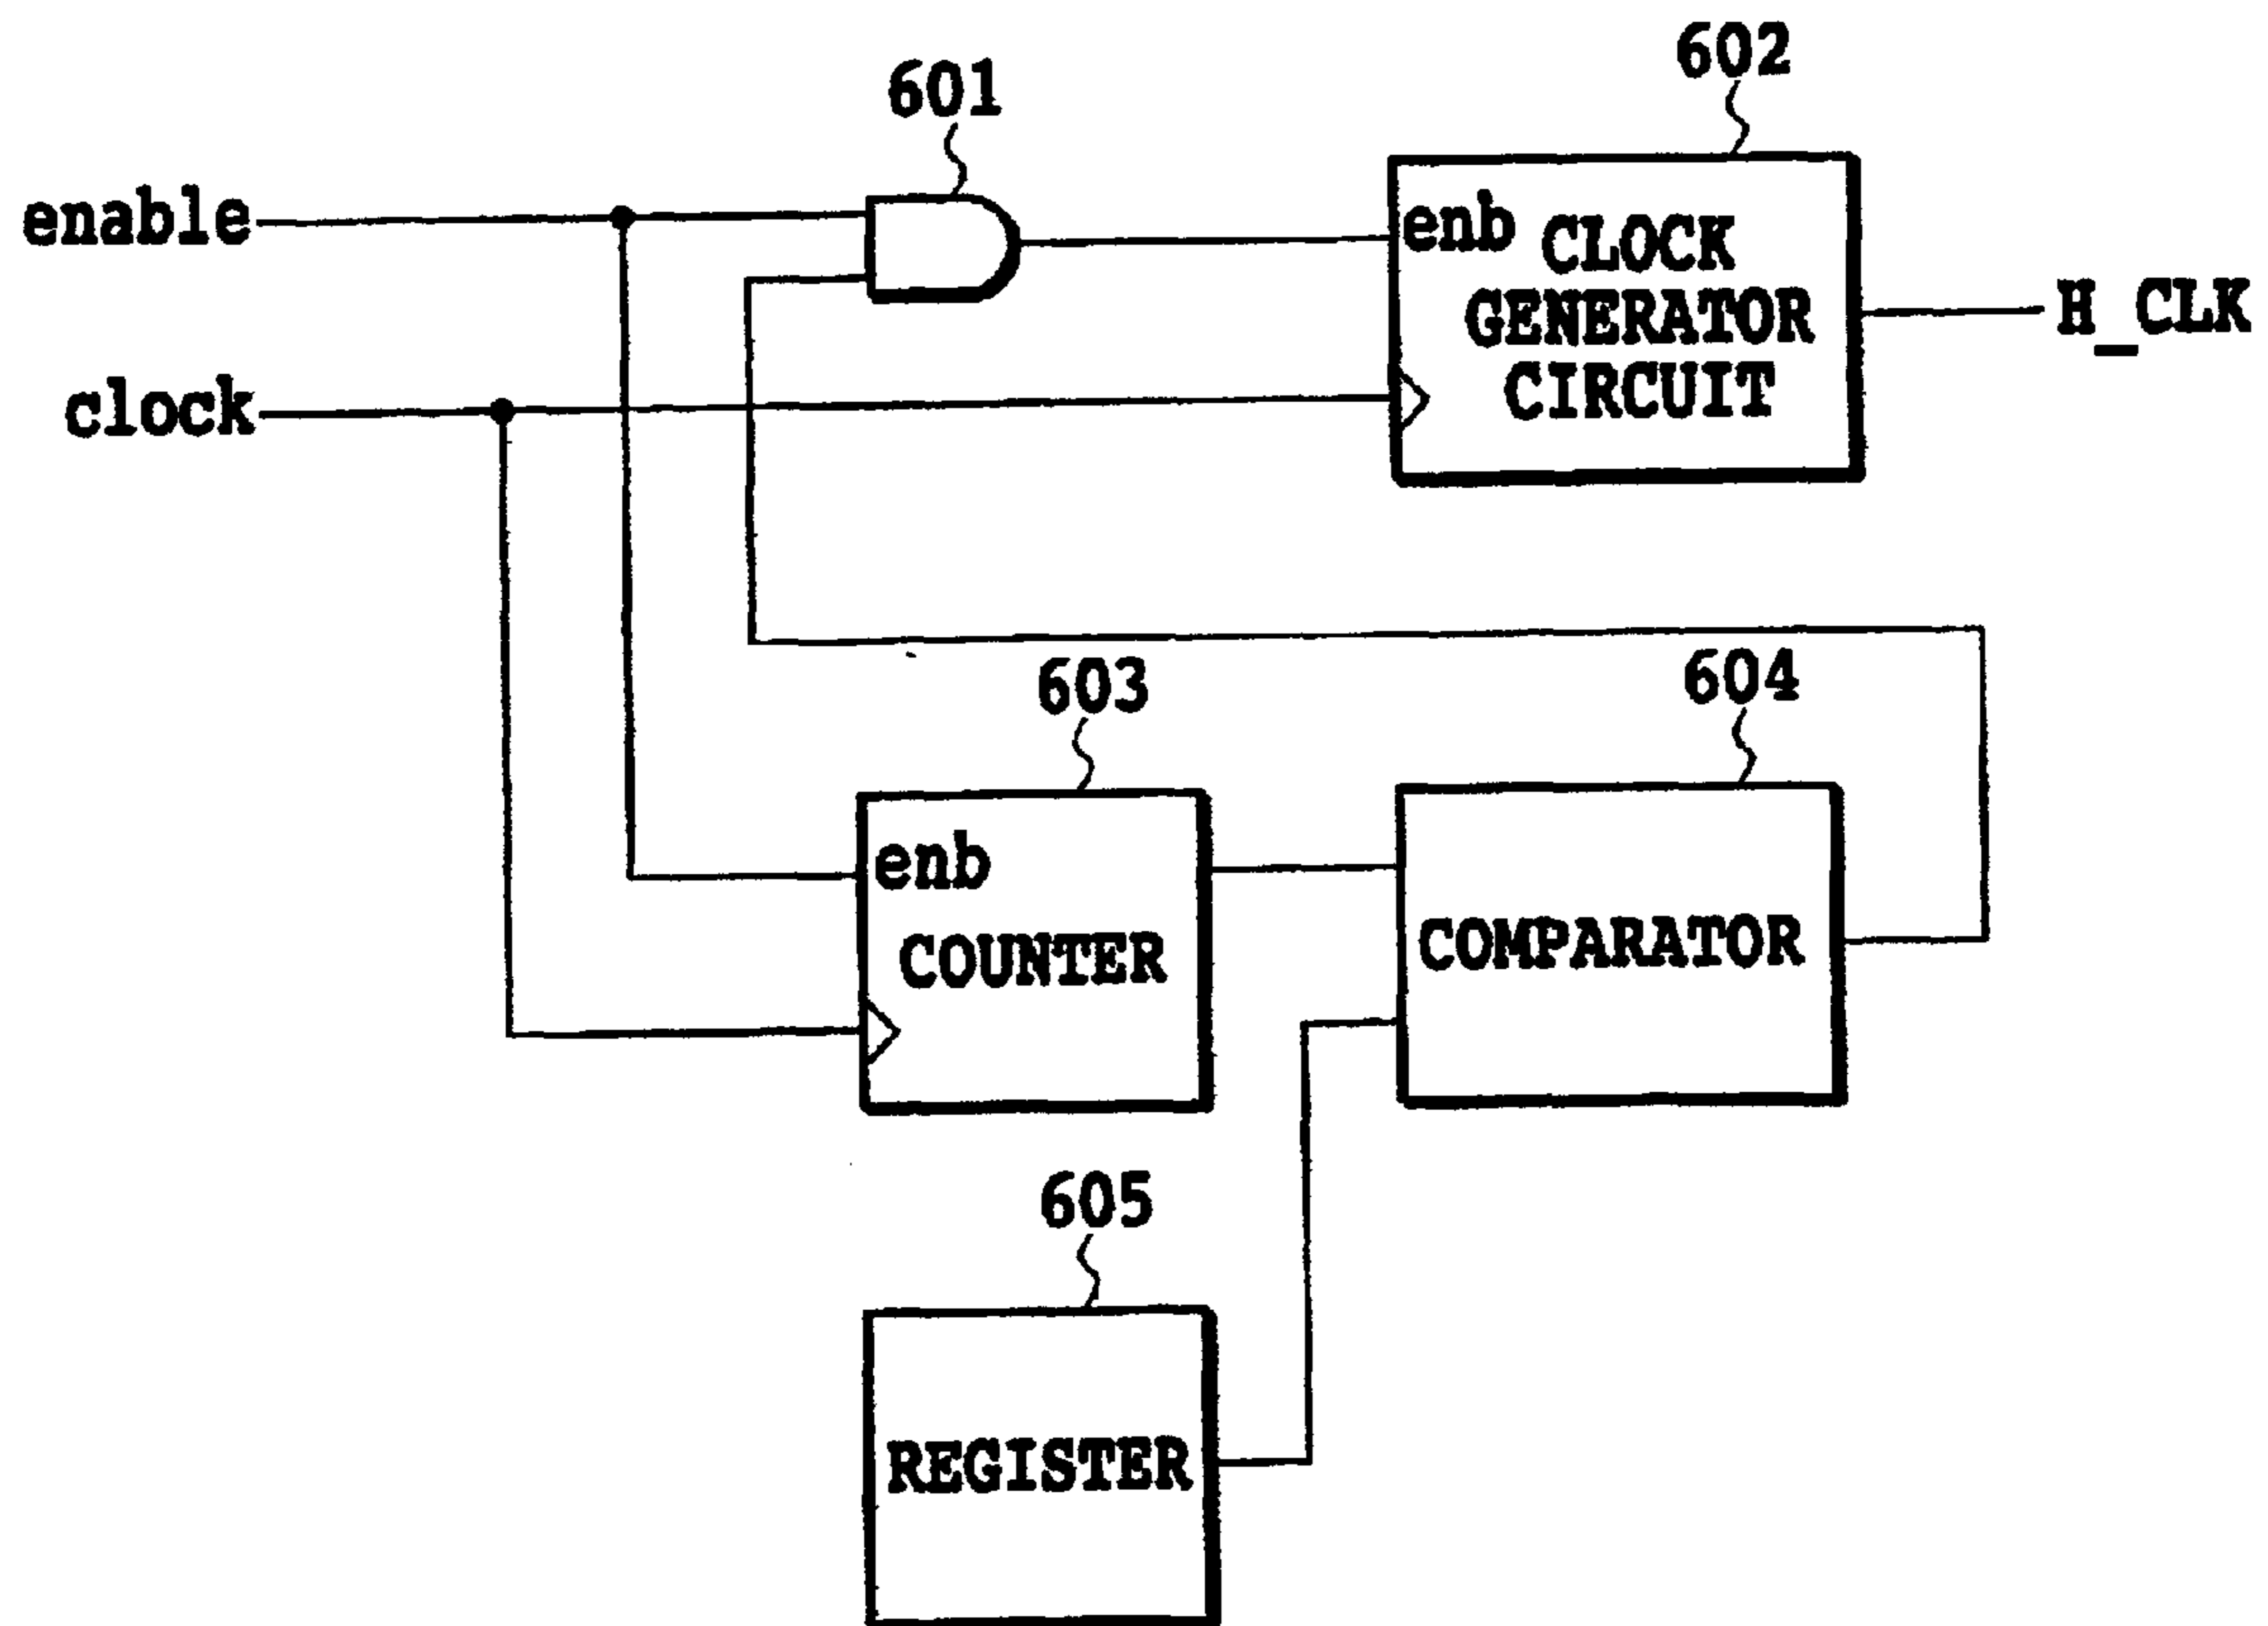 601
602
enable
enb
CLOCK
GENERATOR
CIRCUIT
H_CLK
clock
603
604
enb
COUNTER
COMPARATOR
605
REGISTER